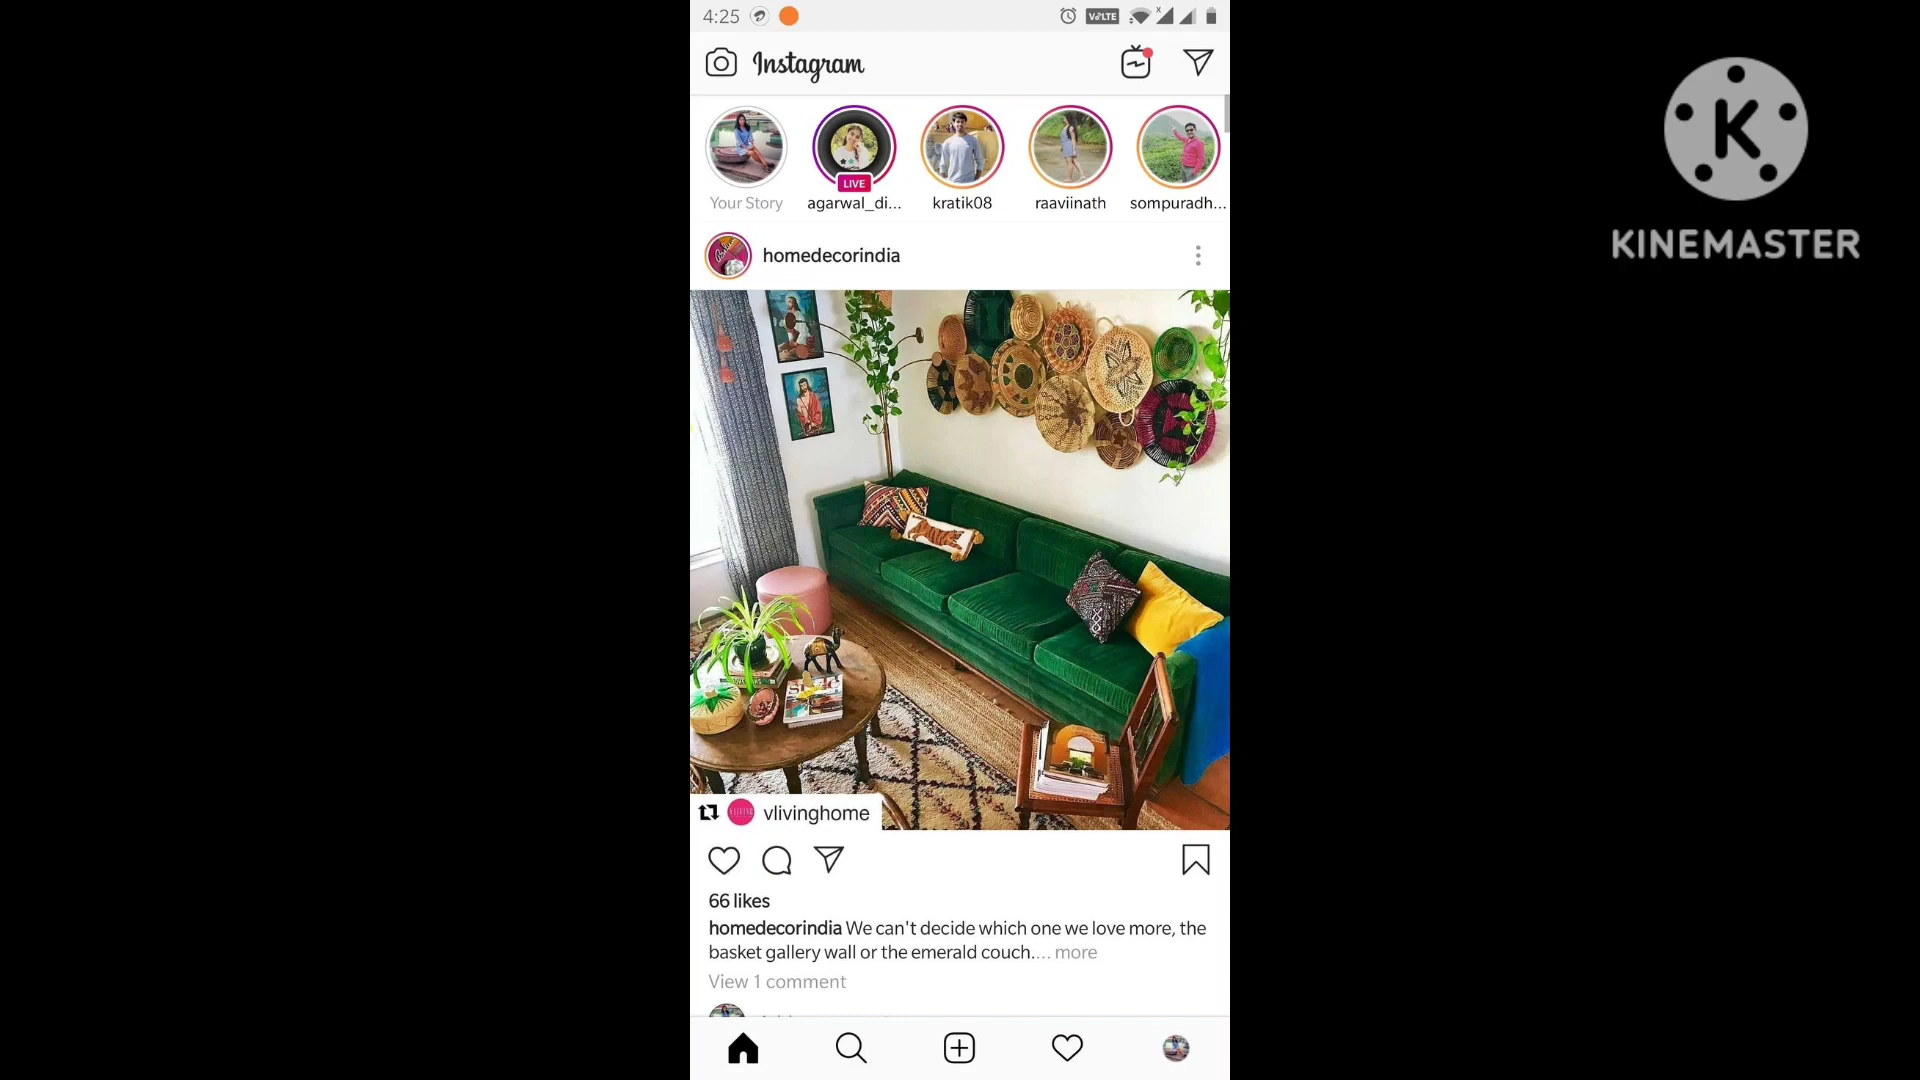 4:25
VoLTE
x
Instagram
LIVE
Your Story
agarwal_di...
kratik08
raaviinath
sompuradh...
homedecorindia
vlivinghome
66 likes
homedecorindia We can't decide which one we love more, the
basket gallery wall or the emerald couch.... more
View 1 comment
K
KINEMASTER